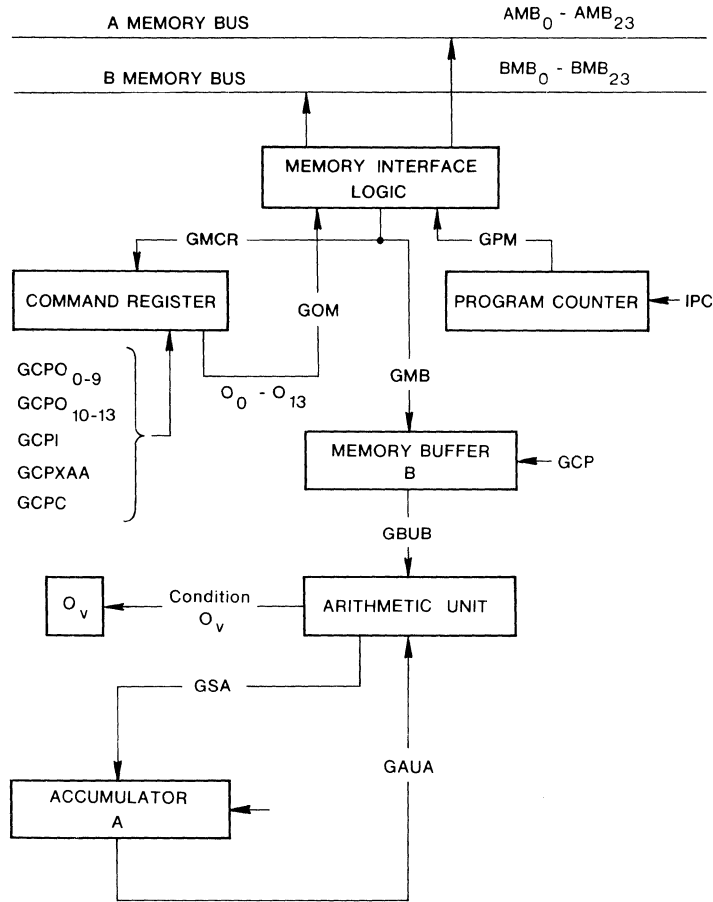 A MEMORY BUS
AMB0 - AMB23
B MEMORY BUS
BMB0 - BMB23
MEMORY INTERFACE
LOGIC
GMCR
GPM
COMMAND REGISTER
GOM
PROGRAM COUNTER
IPC
GCPO0-9
GCPO10-13
GCPI
GCPXAA
GCPC
O0 - O13
GMB
MEMORY BUFFER
B
GCP
GBUB
Ov
Condition
Ov
ARITHMETIC UNIT
GSA
GAUA
ACCUMULATOR
A